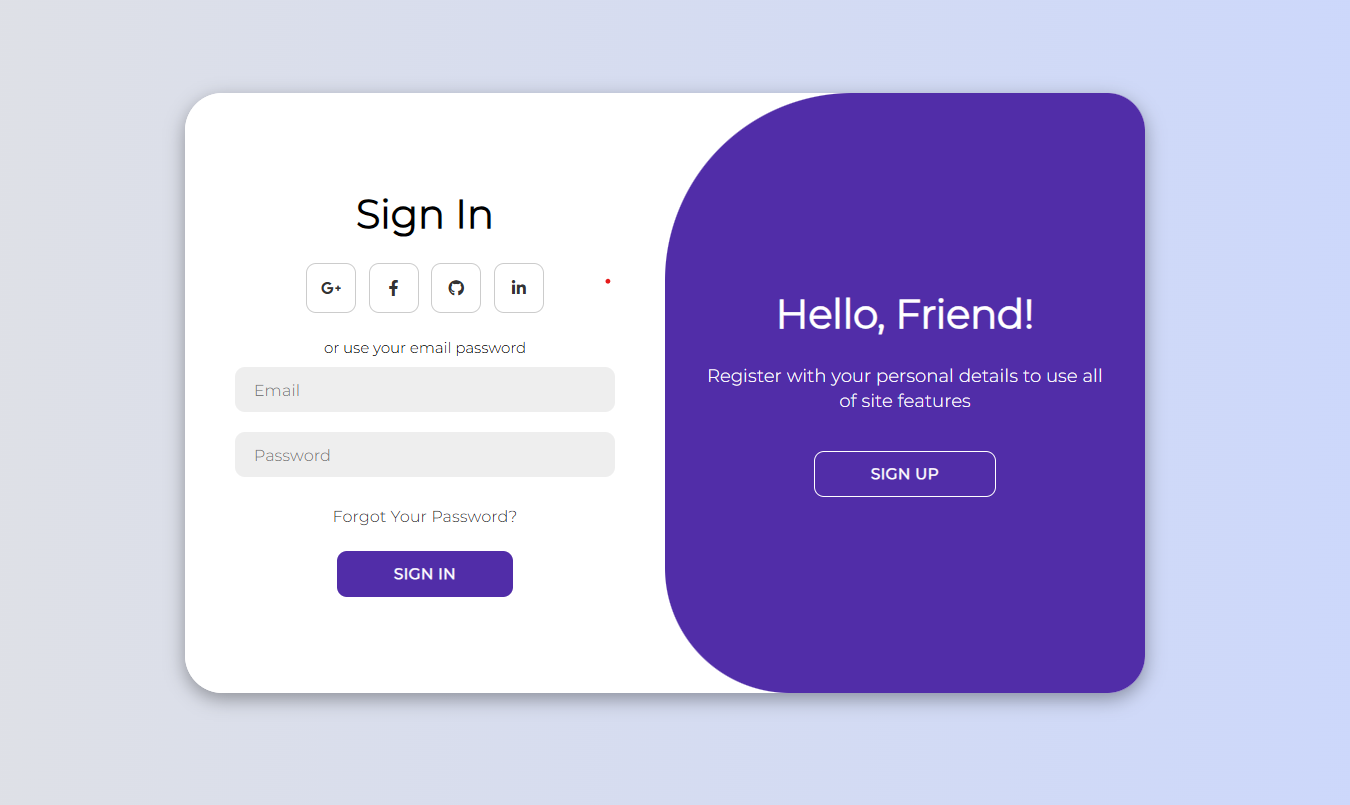 Sign In
G+
f
in
or use your email password
Email
Password
Forgot Your Password?
SIGN IN
Hello, Friend!
Register with your personal details to use all
of site features
SIGN UP